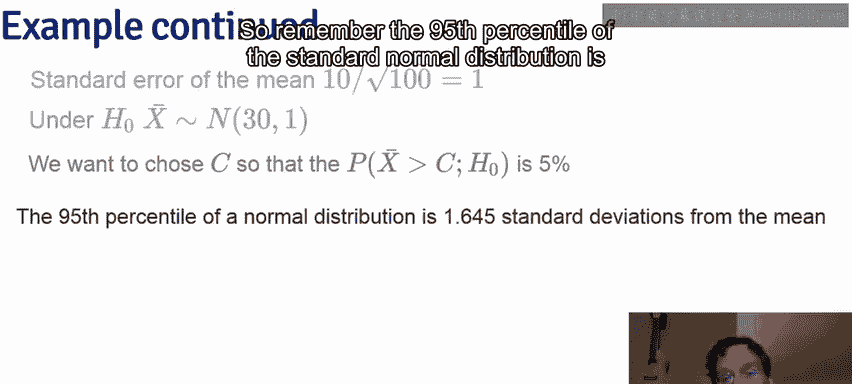 Example continued
So remember the 95th percentile of
the standard normal distribution is
Standard error of the mean 10/√100 = 1
Under H₀ X̄ ∼ N(30, 1)
We want to chose C so that the P(X̄ > C; H₀) is 5%
The 95th percentile of a normal distribution is 1.645 standard deviations from the mean